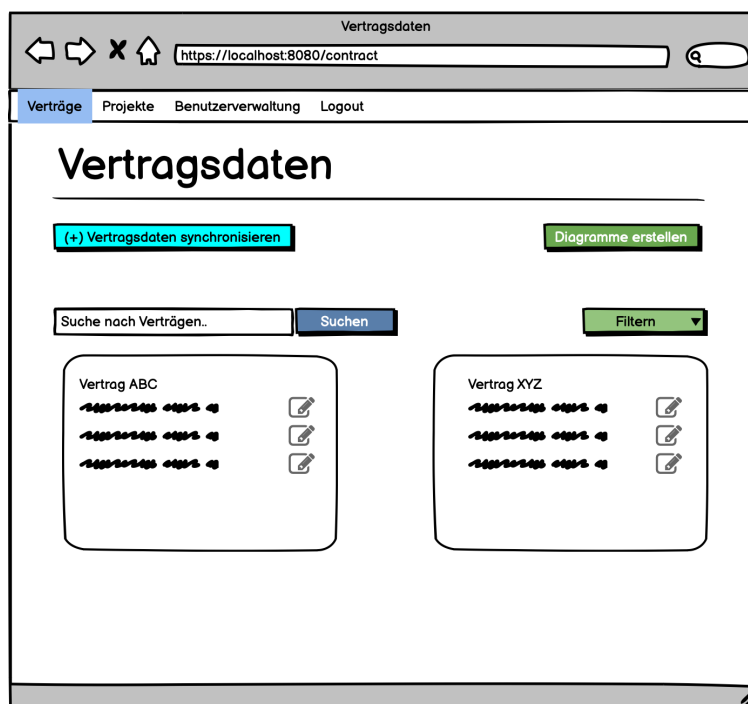 Vertragsdaten
https://localhost:8080/contract
Verträge Projekte Benutzerverwaltung Logout
Vertragsdaten
(+) Vertragsdaten synchronisieren Diagramme erstellen
Suche nach Verträgen.. Suchen Filtern
Vertrag ABC Vertrag XYZ